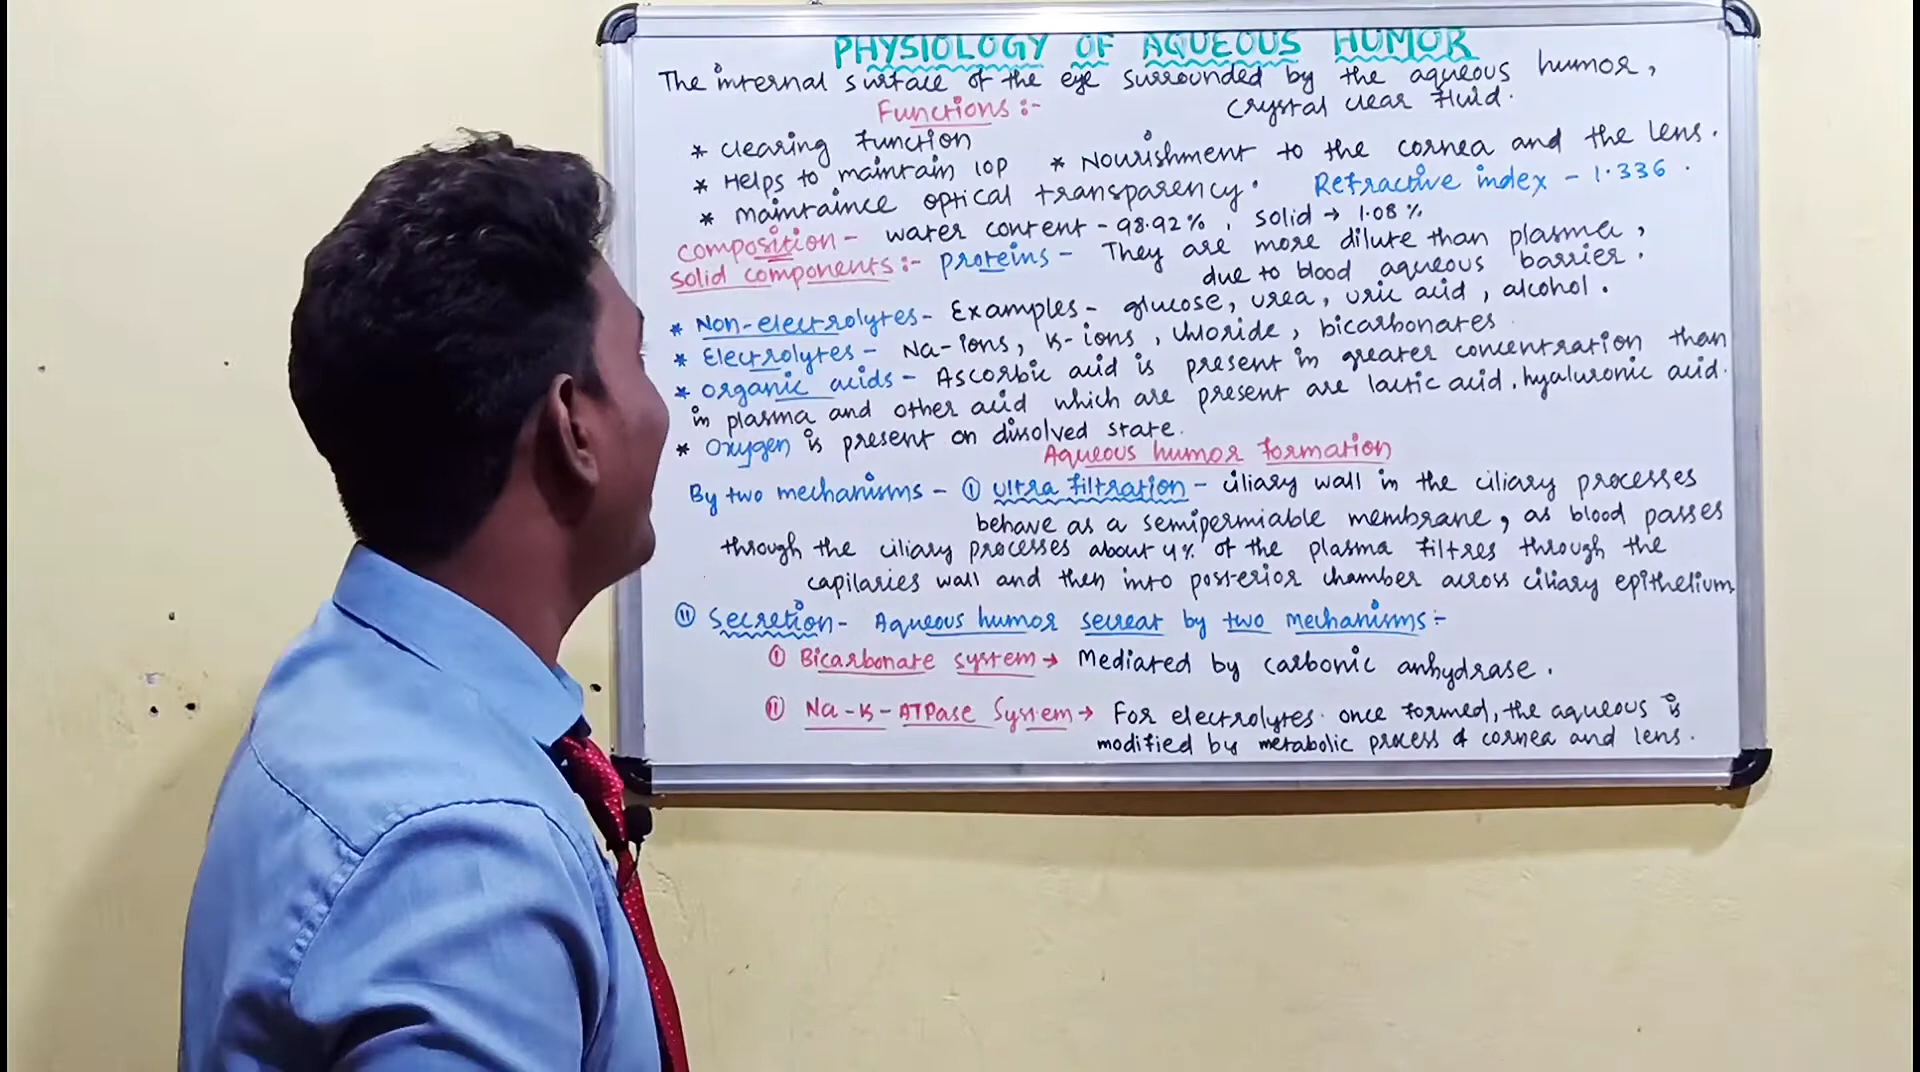 PHYSIOLOGY OF AQUEOUS HUMOR
The internal surface of the eye surrounded by the aqueous humor,
crystal clear fluid.
Functions:-
* clearing function
* Helps to maintain IOP * Nourishment to the cornea and the lens.
* maintaince optical transparency. Refractive index - 1.336.
composition - water content - 98.92%, solid → 1.08%
solid components:- proteins - They are more dilute than plasma,
due to blood aqueous barrier.
* Non-electrolytes - Examples - glucose, urea, uric acid, alcohol.
* Electrolytes - Na-ions, K-ions, chloride, bicarbonates.
* organic acids - Ascorbic acid is present in greater concentration than
in plasma and other acid which are present are lactic acid, hyaluronic acid.
* Oxygen is present on dissolved state.
Aqueous humor formation
By two mechanisms - ① ultra filtration - ciliary wall in the ciliary processes
behave as a semipermiable membrane, as blood passes
through the ciliary processes about 4% of the plasma filtres through the
capilaries wall and then into posterior chamber across ciliary epithelium
⑪ Secretion - Aqueous humor secreat by two mechanisms:-
① Bicarbonate system → Mediated by carbonic anhydrase.
⑪ Na-K-ATPase System → For electrolytes. once formed, the aqueous is
modified by metabolic process of cornea and lens.